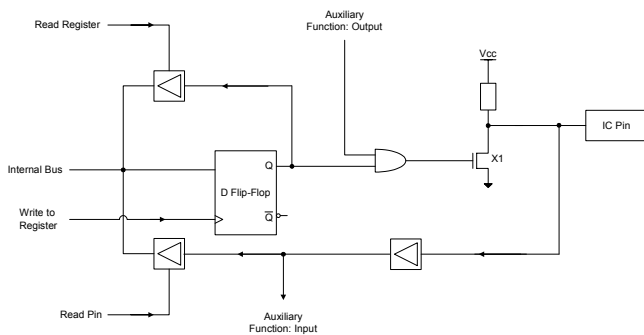 Auxiliary
Function: Output
Read Register
Vcc
IC Pin
X1
Internal Bus
Q
D Flip-Flop
Q
Write to
Register
Read Pin
Auxiliary
Function: Input